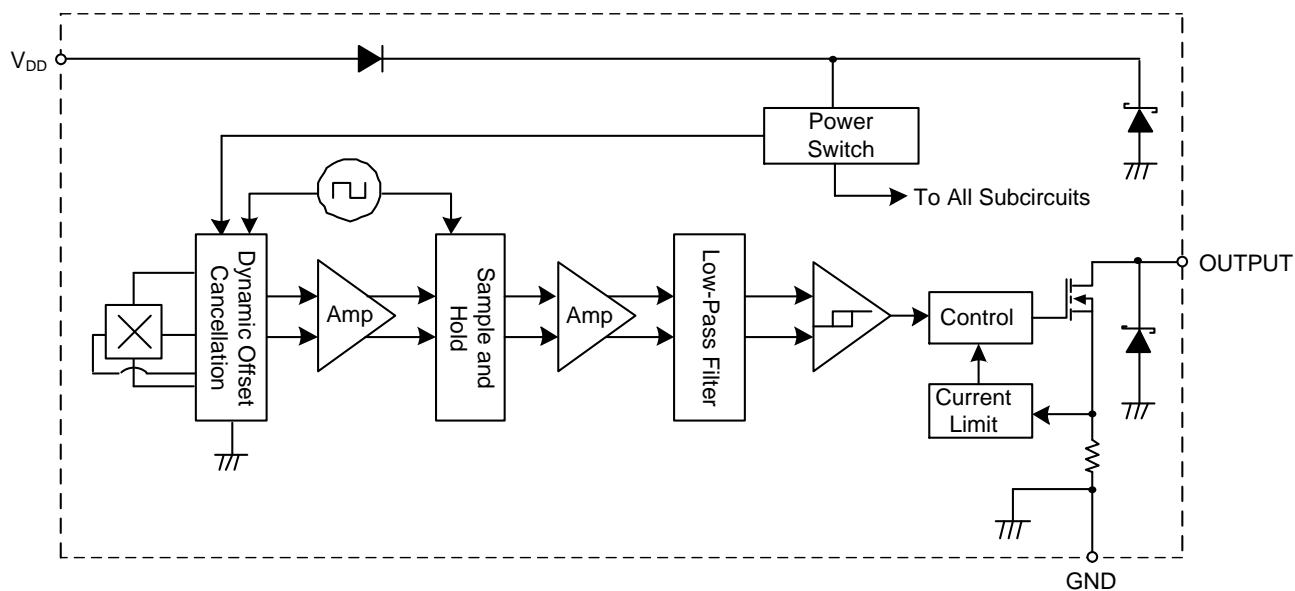 V_DD
Power
Switch
To All Subcircuits
Dynamic Offset
Cancellation
Amp
Sample and
Hold
Amp
Low-Pass Filter
Control
Current
Limit
OUTPUT
GND